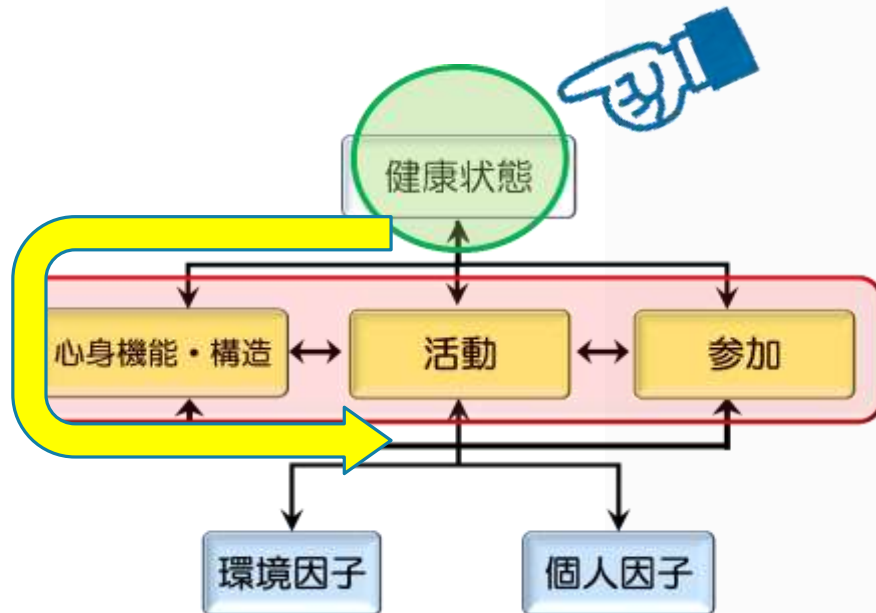 健康状態
心身機能・構造
活動
参加
環境因子
個人因子